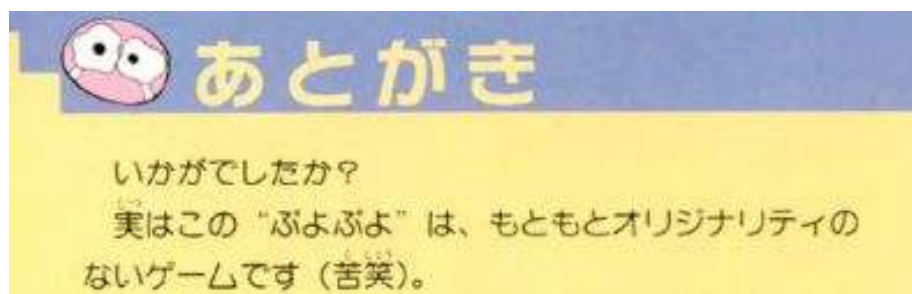 あとがき
いかがでしたか？
実はこの“ぷよぷよ”は、もともとオリジナリティの
ないゲームです（苦笑）。